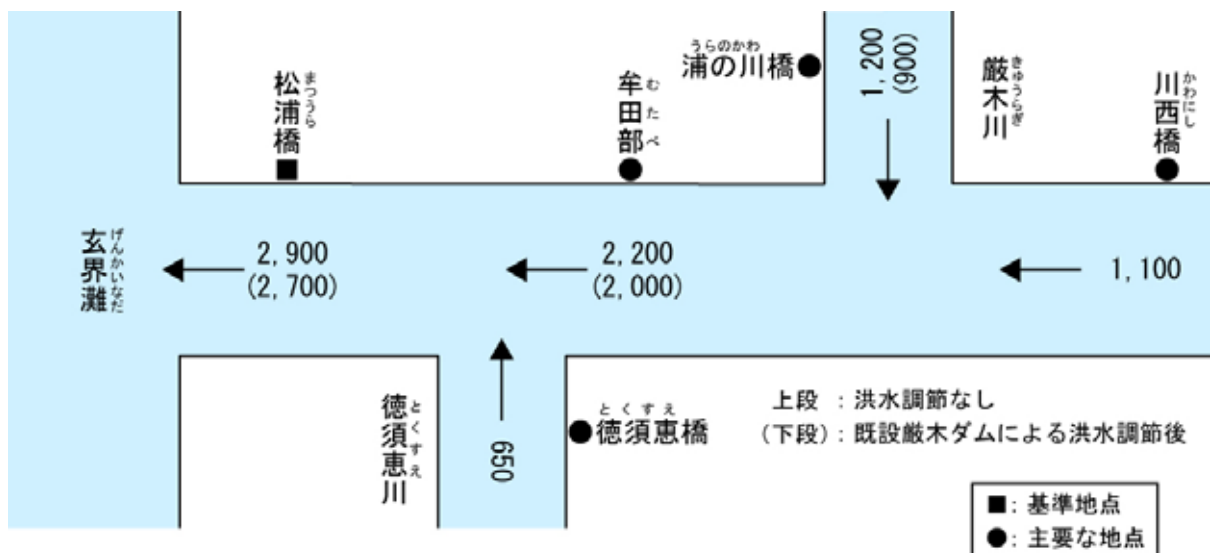 うらのかわ
浦の川橋
1,200
(900)
きゅうらぎ
厳木川
かわにし
川西橋
まつうら
松浦橋
むたべ
牟田部
げんかいなだ
玄界灘
2,900
(2,700)
2,200
(2,000)
1,100
とくすえ
徳須恵川
650
とくすえ
徳須恵橋
上段 : 洪水調節なし
(下段) : 既設厳木ダムによる洪水調節後
■ : 基準地点
● : 主要な地点